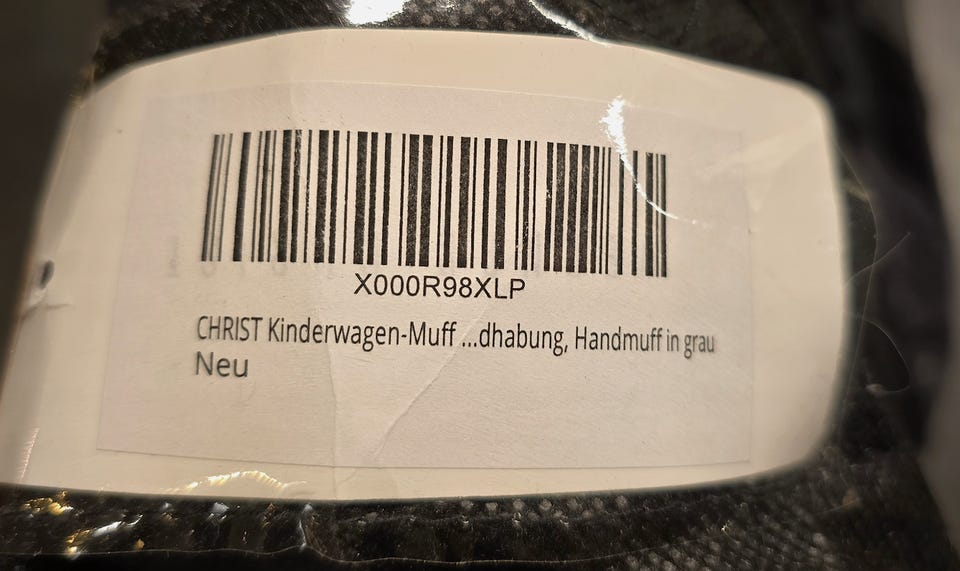 X000R98XLP
CHRIST Kinderwagen-Muff ...dhabung, Handmuff in grau
Neu